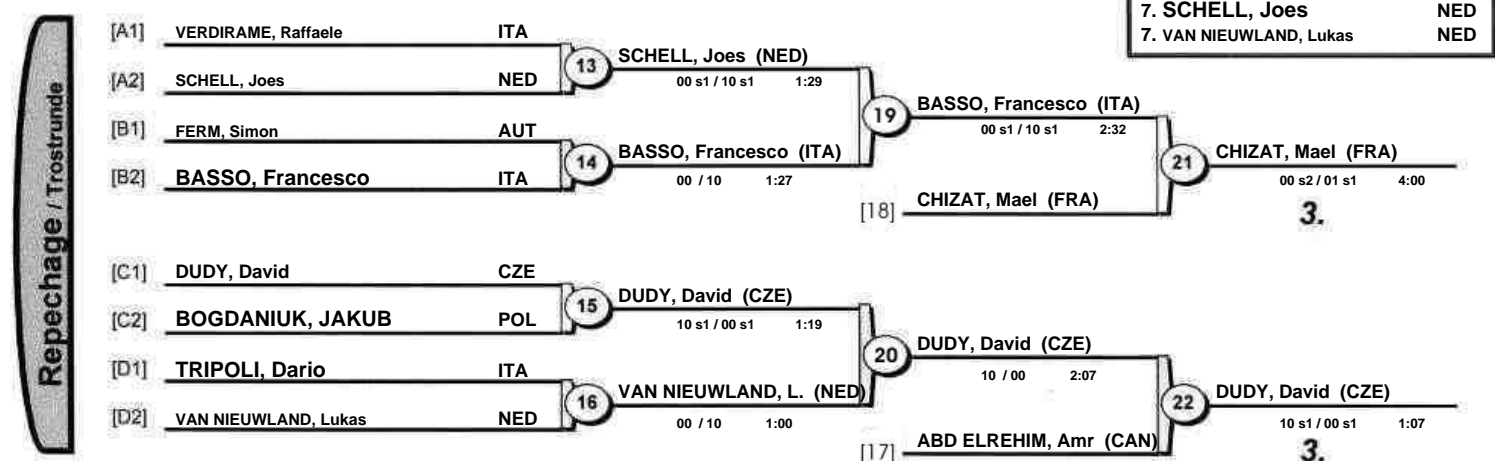 7. SCHELL, Joes NED
7. VAN NIEUWLAND, Lukas NED
Repechage / Trostrunde
[A1] VERDIRAME, Raffaele ITA
[A2] SCHELL, Joes NED
13 SCHELL, Joes (NED)
00 s1 / 10 s1 1:29
[B1] FERM, Simon AUT
[B2] BASSO, Francesco ITA
14 BASSO, Francesco (ITA)
00 / 10 1:27
19 BASSO, Francesco (ITA)
00 s1 / 10 s1 2:32
[18] CHIZAT, Mael (FRA)
21 CHIZAT, Mael (FRA)
00 s2 / 01 s1 4:00
3.
[C1] DUDY, David CZE
[C2] BOGDANIUK, JAKUB POL
15 DUDY, David (CZE)
10 s1 / 00 s1 1:19
[D1] TRIPOLI, Dario ITA
[D2] VAN NIEUWLAND, Lukas NED
16 VAN NIEUWLAND, L. (NED)
00 / 10 1:00
20 DUDY, David (CZE)
10 / 00 2:07
[17] ABD ELREHIM, Amr (CAN)
22 DUDY, David (CZE)
10 s1 / 00 s1 1:07
3.